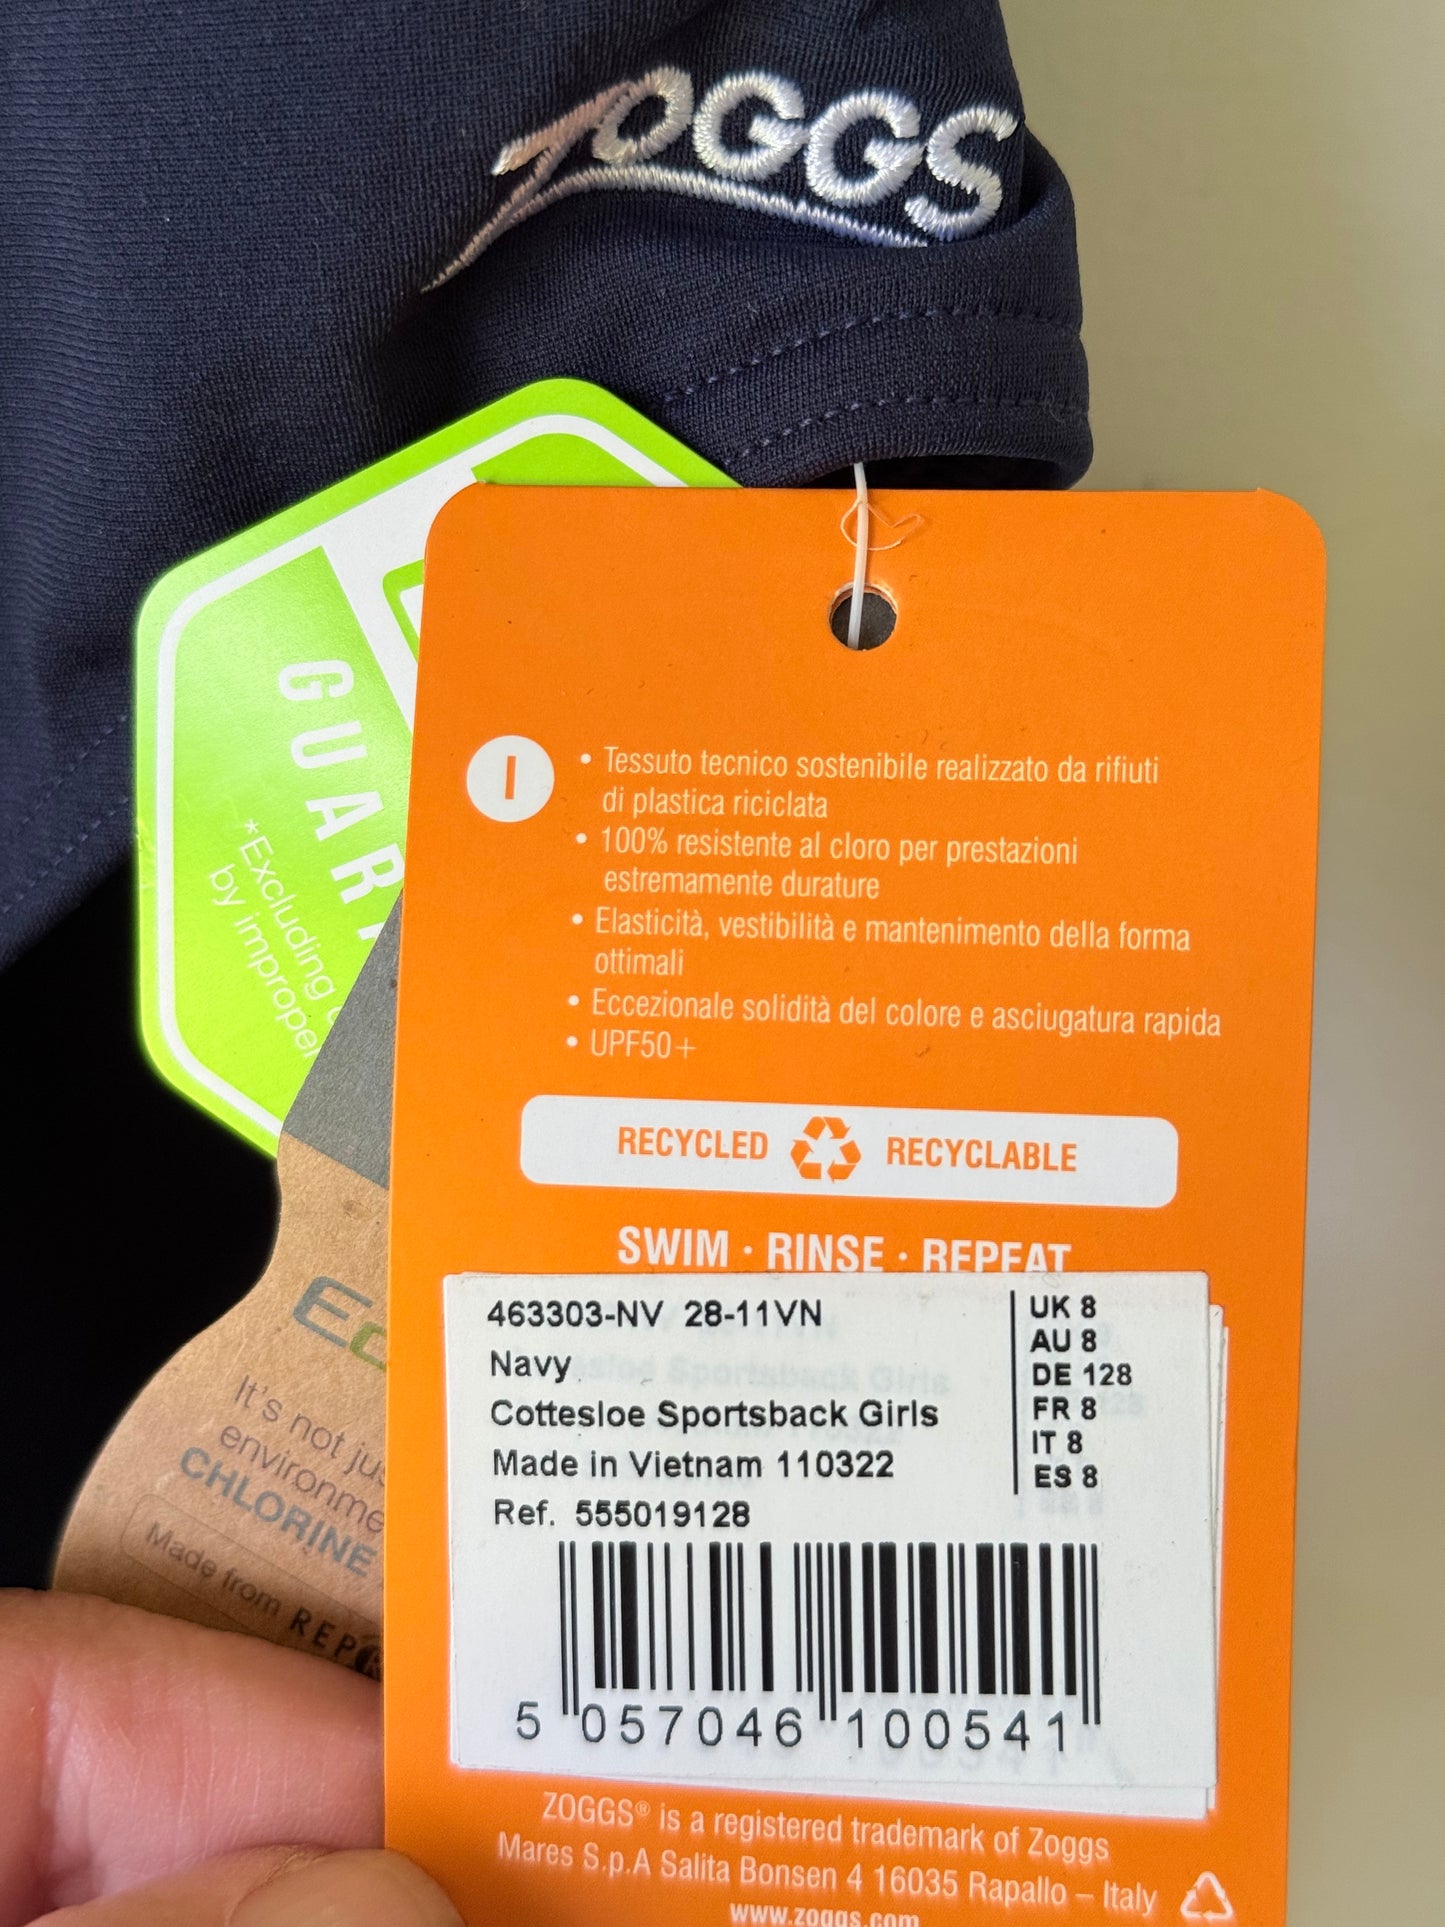 ZOGGS
GUAR
*Excluding
by improper
I
• Tessuto tecnico sostenibile realizzato da rifiuti
di plastica riciclata
• 100% resistente al cloro per prestazioni
estremamente durature
• Elasticità, vestibilità e mantenimento della forma
ottimali
• Eccezionale solidità del colore e asciugatura rapida
• UPF50+
RECYCLED RECYCLABLE
SWIM · RINSE · REPEAT
463303-NV 28-11VN
Navy
Cottesloe Sportsback Girls
Made in Vietnam 110322
Ref. 555019128
UK 8
AU 8
DE 128
FR 8
IT 8
ES 8
5 057046 100541
It's not
CHLORINE
Made from REP
ZOGGS® is a registered trademark of Zoggs
Mares S.p.A Salita Bonsen 4 16035 Rapallo – Italy
www.zoggs.com